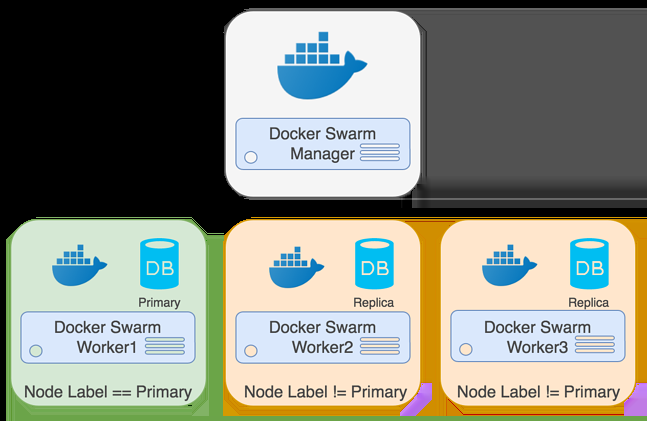 Docker Swarm
Manager
DB
Primary
Docker Swarm
Worker1
Node Label == Primary
DB
Replica
Docker Swarm
Worker2
Node Label != Primary
DB
Replica
Docker Swarm
Worker3
Node Label != Primary